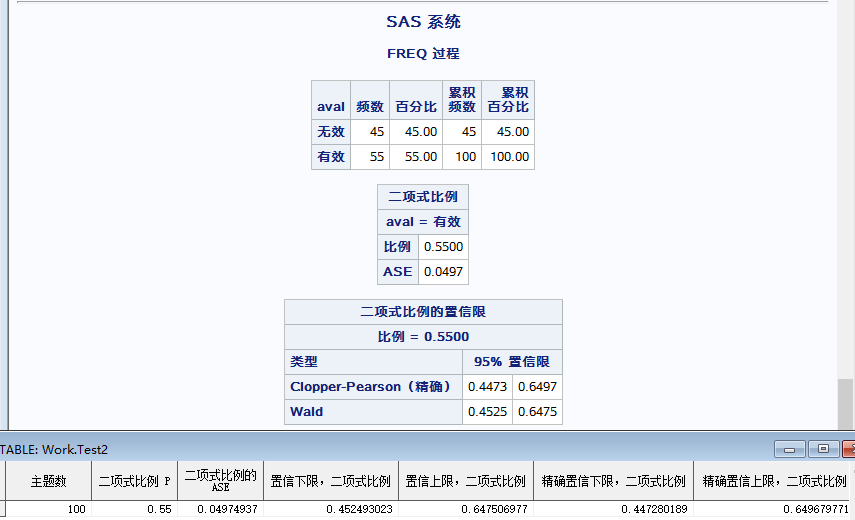 SAS 系统
FREQ 过程
aval 频数 百分比 累积频数 累积百分比
无效 45 45.00 45 45.00
有效 55 55.00 100 100.00
二项式比例
aval = 有效
比例 0.5500
ASE 0.0497
二项式比例的置信限
比例 = 0.5500
类型 95% 置信限
Clopper-Pearson（精确） 0.4473 0.6497
Wald 0.4525 0.6475
TABLE: Work.Test2
主题数 二项式比例 P 二项式比例的 ASE 置信下限，二项式比例 置信上限，二项式比例 精确置信下限，二项式比例 精确置信上限，二项式比例
100 0.55 0.04974937 0.452493023 0.647506977 0.447280189 0.649679771